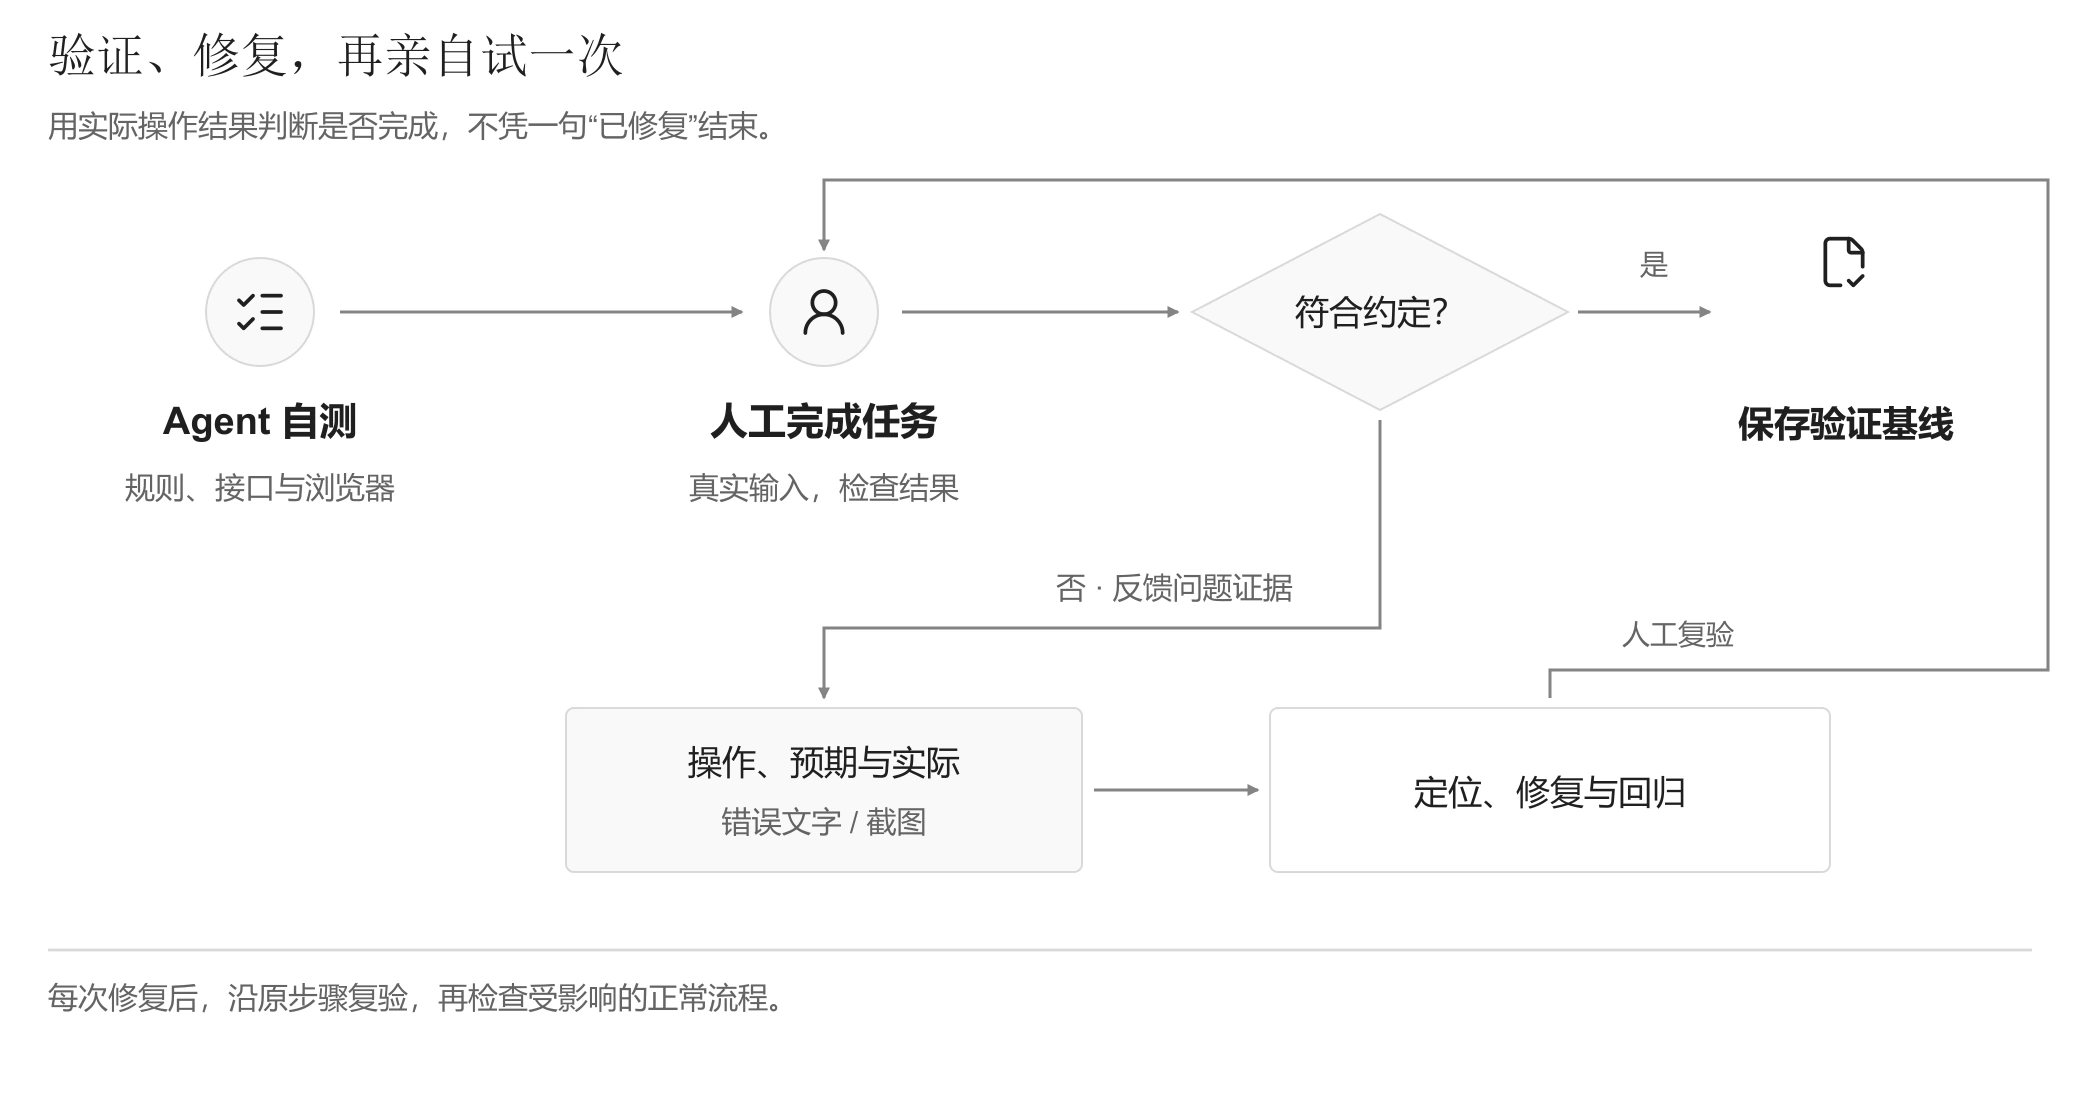 验证、修复，再亲自试一次
用实际操作结果判断是否完成，不凭一句“已修复”结束。
符合约定？
是
Agent 自测
规则、接口与浏览器
人工完成任务
真实输入，检查结果
保存验证基线
否 · 反馈问题证据
人工复验
操作、预期与实际
错误文字 / 截图
定位、修复与回归
每次修复后，沿原步骤复验，再检查受影响的正常流程。